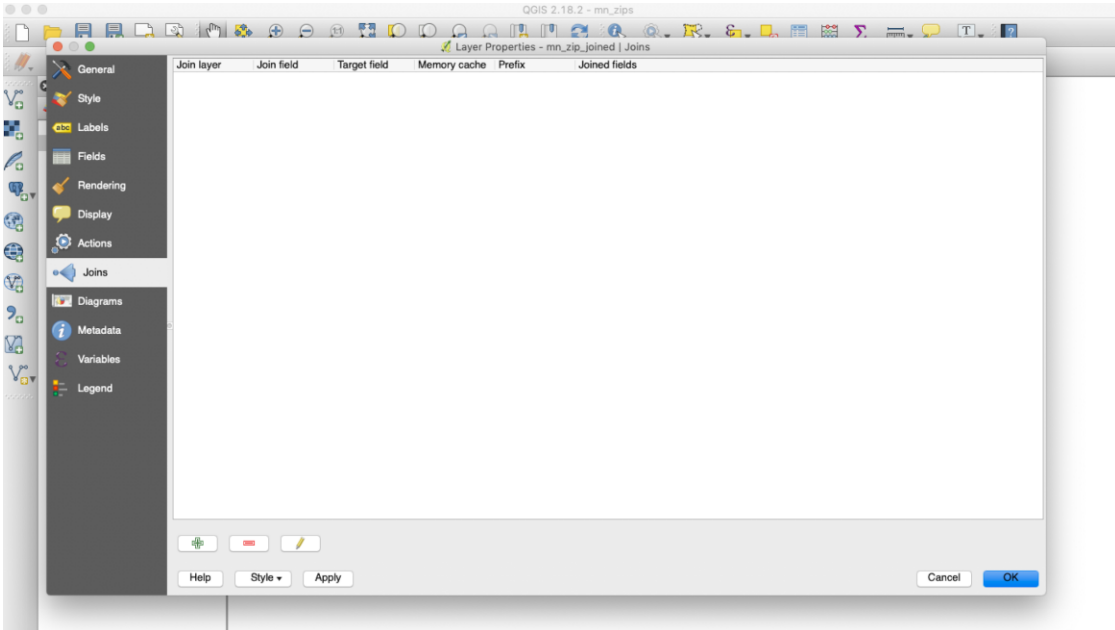 QGIS 2.18.2 - mn_zips
Layer Properties - mn_zip_joined | Joins
General
Style
abc Labels
Fields
Rendering
Display
Actions
Joins
Diagrams
Metadata
Variables
Legend
Join layer Join field Target field Memory cache Prefix Joined fields
Help Style Apply Cancel OK